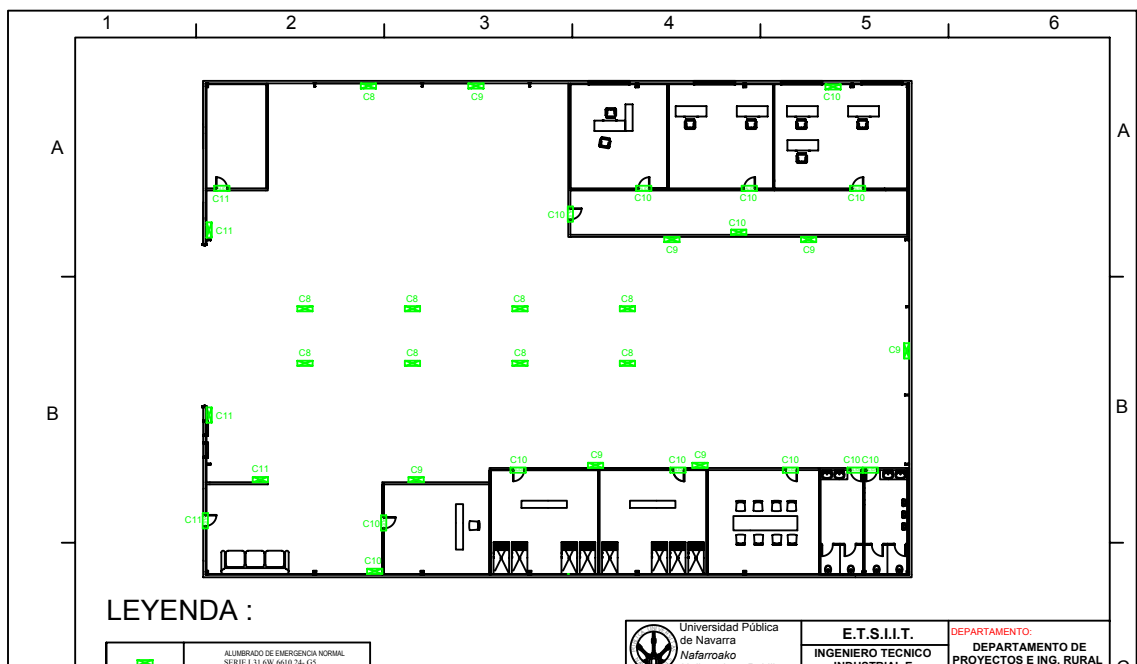 1 2 3 4 5 6
C8 C9 C10
A A
C11 C10 C10 C10
C10 C10
C11
C9 C9
C8 C8 C8 C8
C9
C8 C8 C8 C8
B B
C11
C11 C9 C10 C9 C10 C9 C10 C10 C10
C11 C10
C10
LEYENDA :
ALUMBRADO DE EMERGENCIA NORMAL
Universidad Pública
de Navarra
Nafarroako
E.T.S.I.I.T.
INGENIERO TECNICO
DEPARTAMENTO:
DEPARTAMENTO DE
PROYECTOS E ING. RURAL